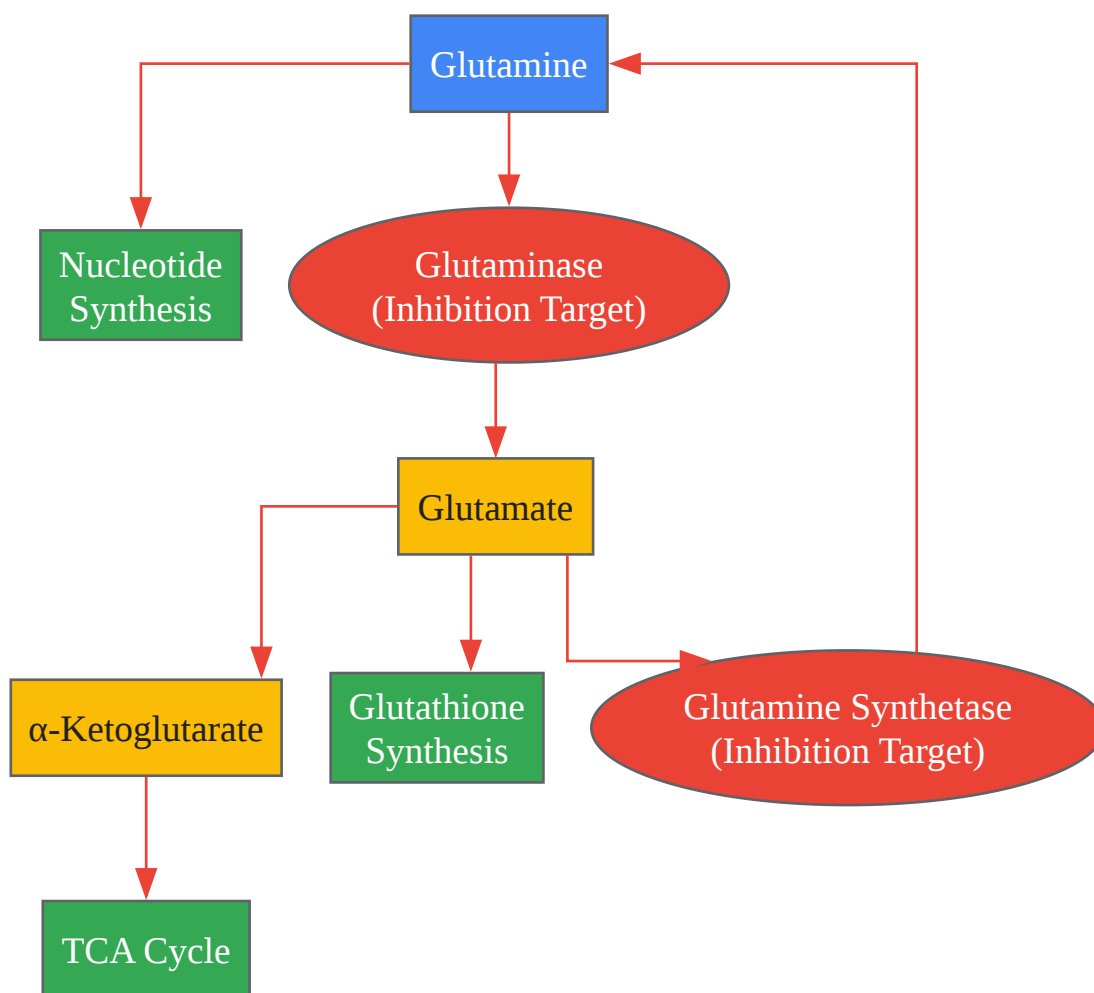 Glutamine
Nucleotide
Synthesis
Glutaminase
(Inhibition Target)
Glutamate
α-Ketoglutarate
Glutathione
Synthesis
Glutamine Synthetase
(Inhibition Target)
TCA Cycle